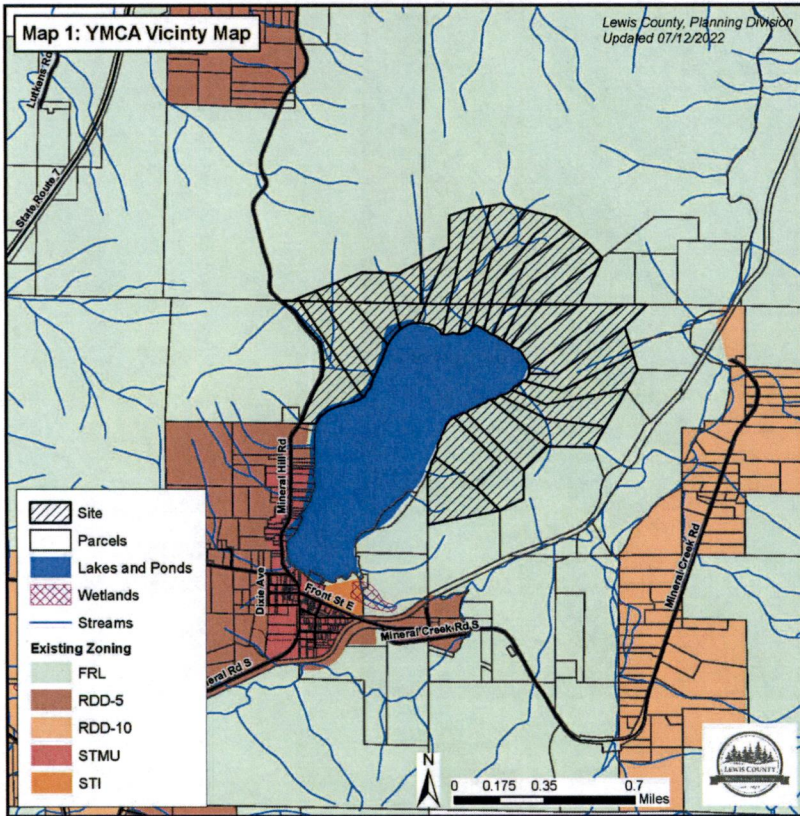 Map 1: YMCA Vicinty Map
Lewis County, Planning Division
Updated 07/12/2022
Lutkens Rd
State Route 7
Mineral Hill Rd
Dixie Ave
Front St E
Mineral Creek Rd S
Mineral Creek Rd
eral Rd S
Site
Parcels
Lakes and Ponds
Wetlands
Streams
Existing Zoning
FRL
RDD-5
RDD-10
STMU
STI
N
0 0.175 0.35 0.7
Miles
LEWIS COUNTY